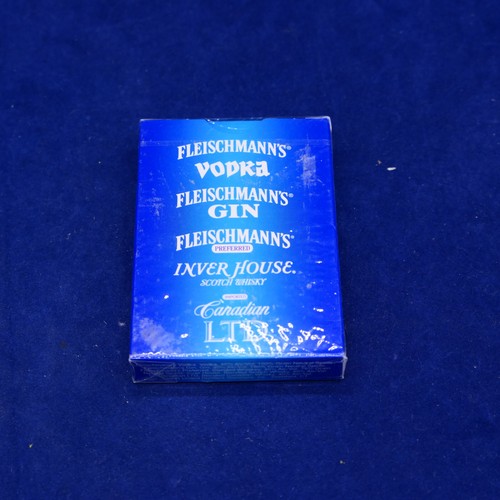 FLEISCHMANN'S®
VODKA
FLEISCHMANN'S®
GIN
FLEISCHMANN'S®
PREFERRED
INVER HOUSE®
SCOTCH WHISKY
Canadian
LTD